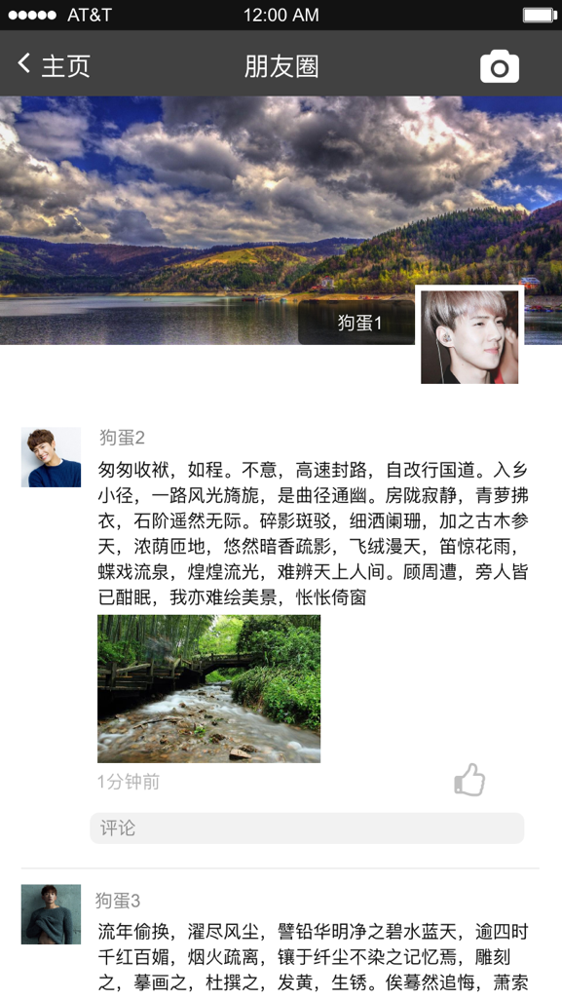 AT&T 12:00 AM
主页 朋友圈
狗蛋1
狗蛋2
匆匆收袱，如程。不意，高速封路，自改行国道。入乡
小径，一路风光旖旎，是曲径通幽。房陇寂静，青萝拂
衣，石阶遥然无际。碎影斑驳，细洒阑珊，加之古木参
天，浓荫匝地，悠然暗香疏影，飞绒漫天，笛惊花雨，
蝶戏流泉，煌煌流光，难辨天上人间。顾周遭，旁人皆
已酣眠，我亦难绘美景，怅怅倚窗
1分钟前
评论
狗蛋3
流年偷换，濯尽风尘，譬铅华明净之碧水蓝天，逾四时
千红百媚，烟火疏离，镶于纤尘不染之记忆焉，雕刻
之，摹画之，杜撰之，发黄，生锈。俟蓦然追悔，萧索